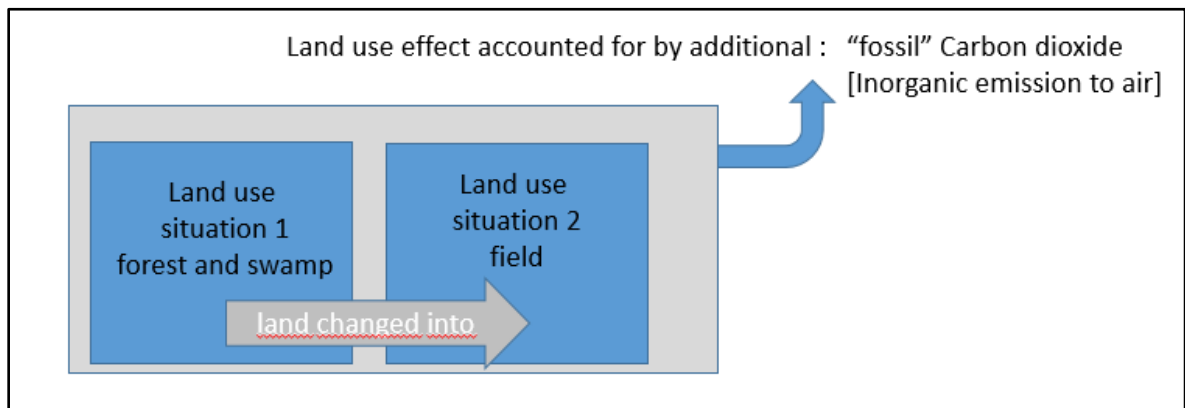 Land use effect accounted for by additional : “fossil” Carbon dioxide
[Inorganic emission to air]
Land use
situation 1
forest and swamp
Land use
situation 2
field
land changed into